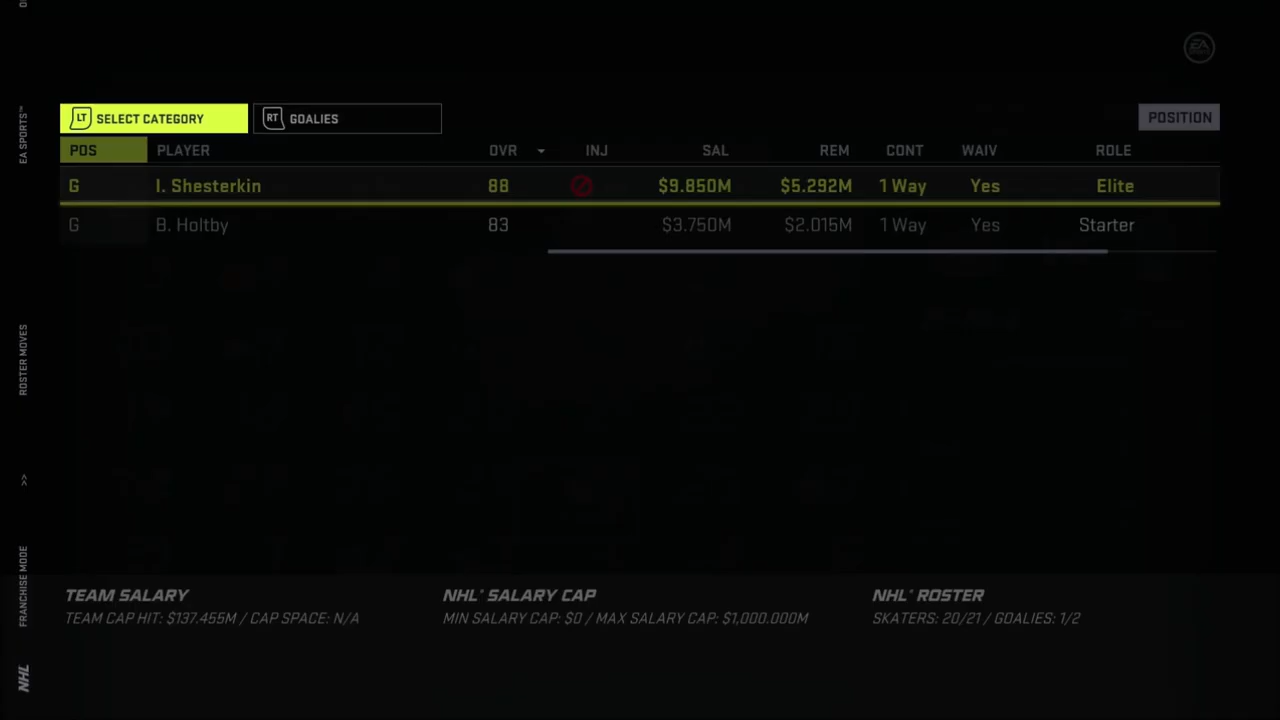 LT SELECT CATEGORY RT GOALIES POSITION
POS PLAYER OVR INJ SAL REM CONT WAIV ROLE
G I. Shesterkin 88 $9.850M $5.292M 1 Way Yes Elite
G B. Holtby 83 $3.750M $2.015M 1 Way Yes Starter
TEAM SALARY
TEAM CAP HIT: $137.455M / CAP SPACE: N/A
NHL® SALARY CAP
MIN SALARY CAP: $0 / MAX SALARY CAP: $1,000.000M
NHL® ROSTER
SKATERS: 20/21 / GOALIES: 1/2
NHL FRANCHISE MODE >> ROSTER MOVES EA SPORTS™
EA SPORTS